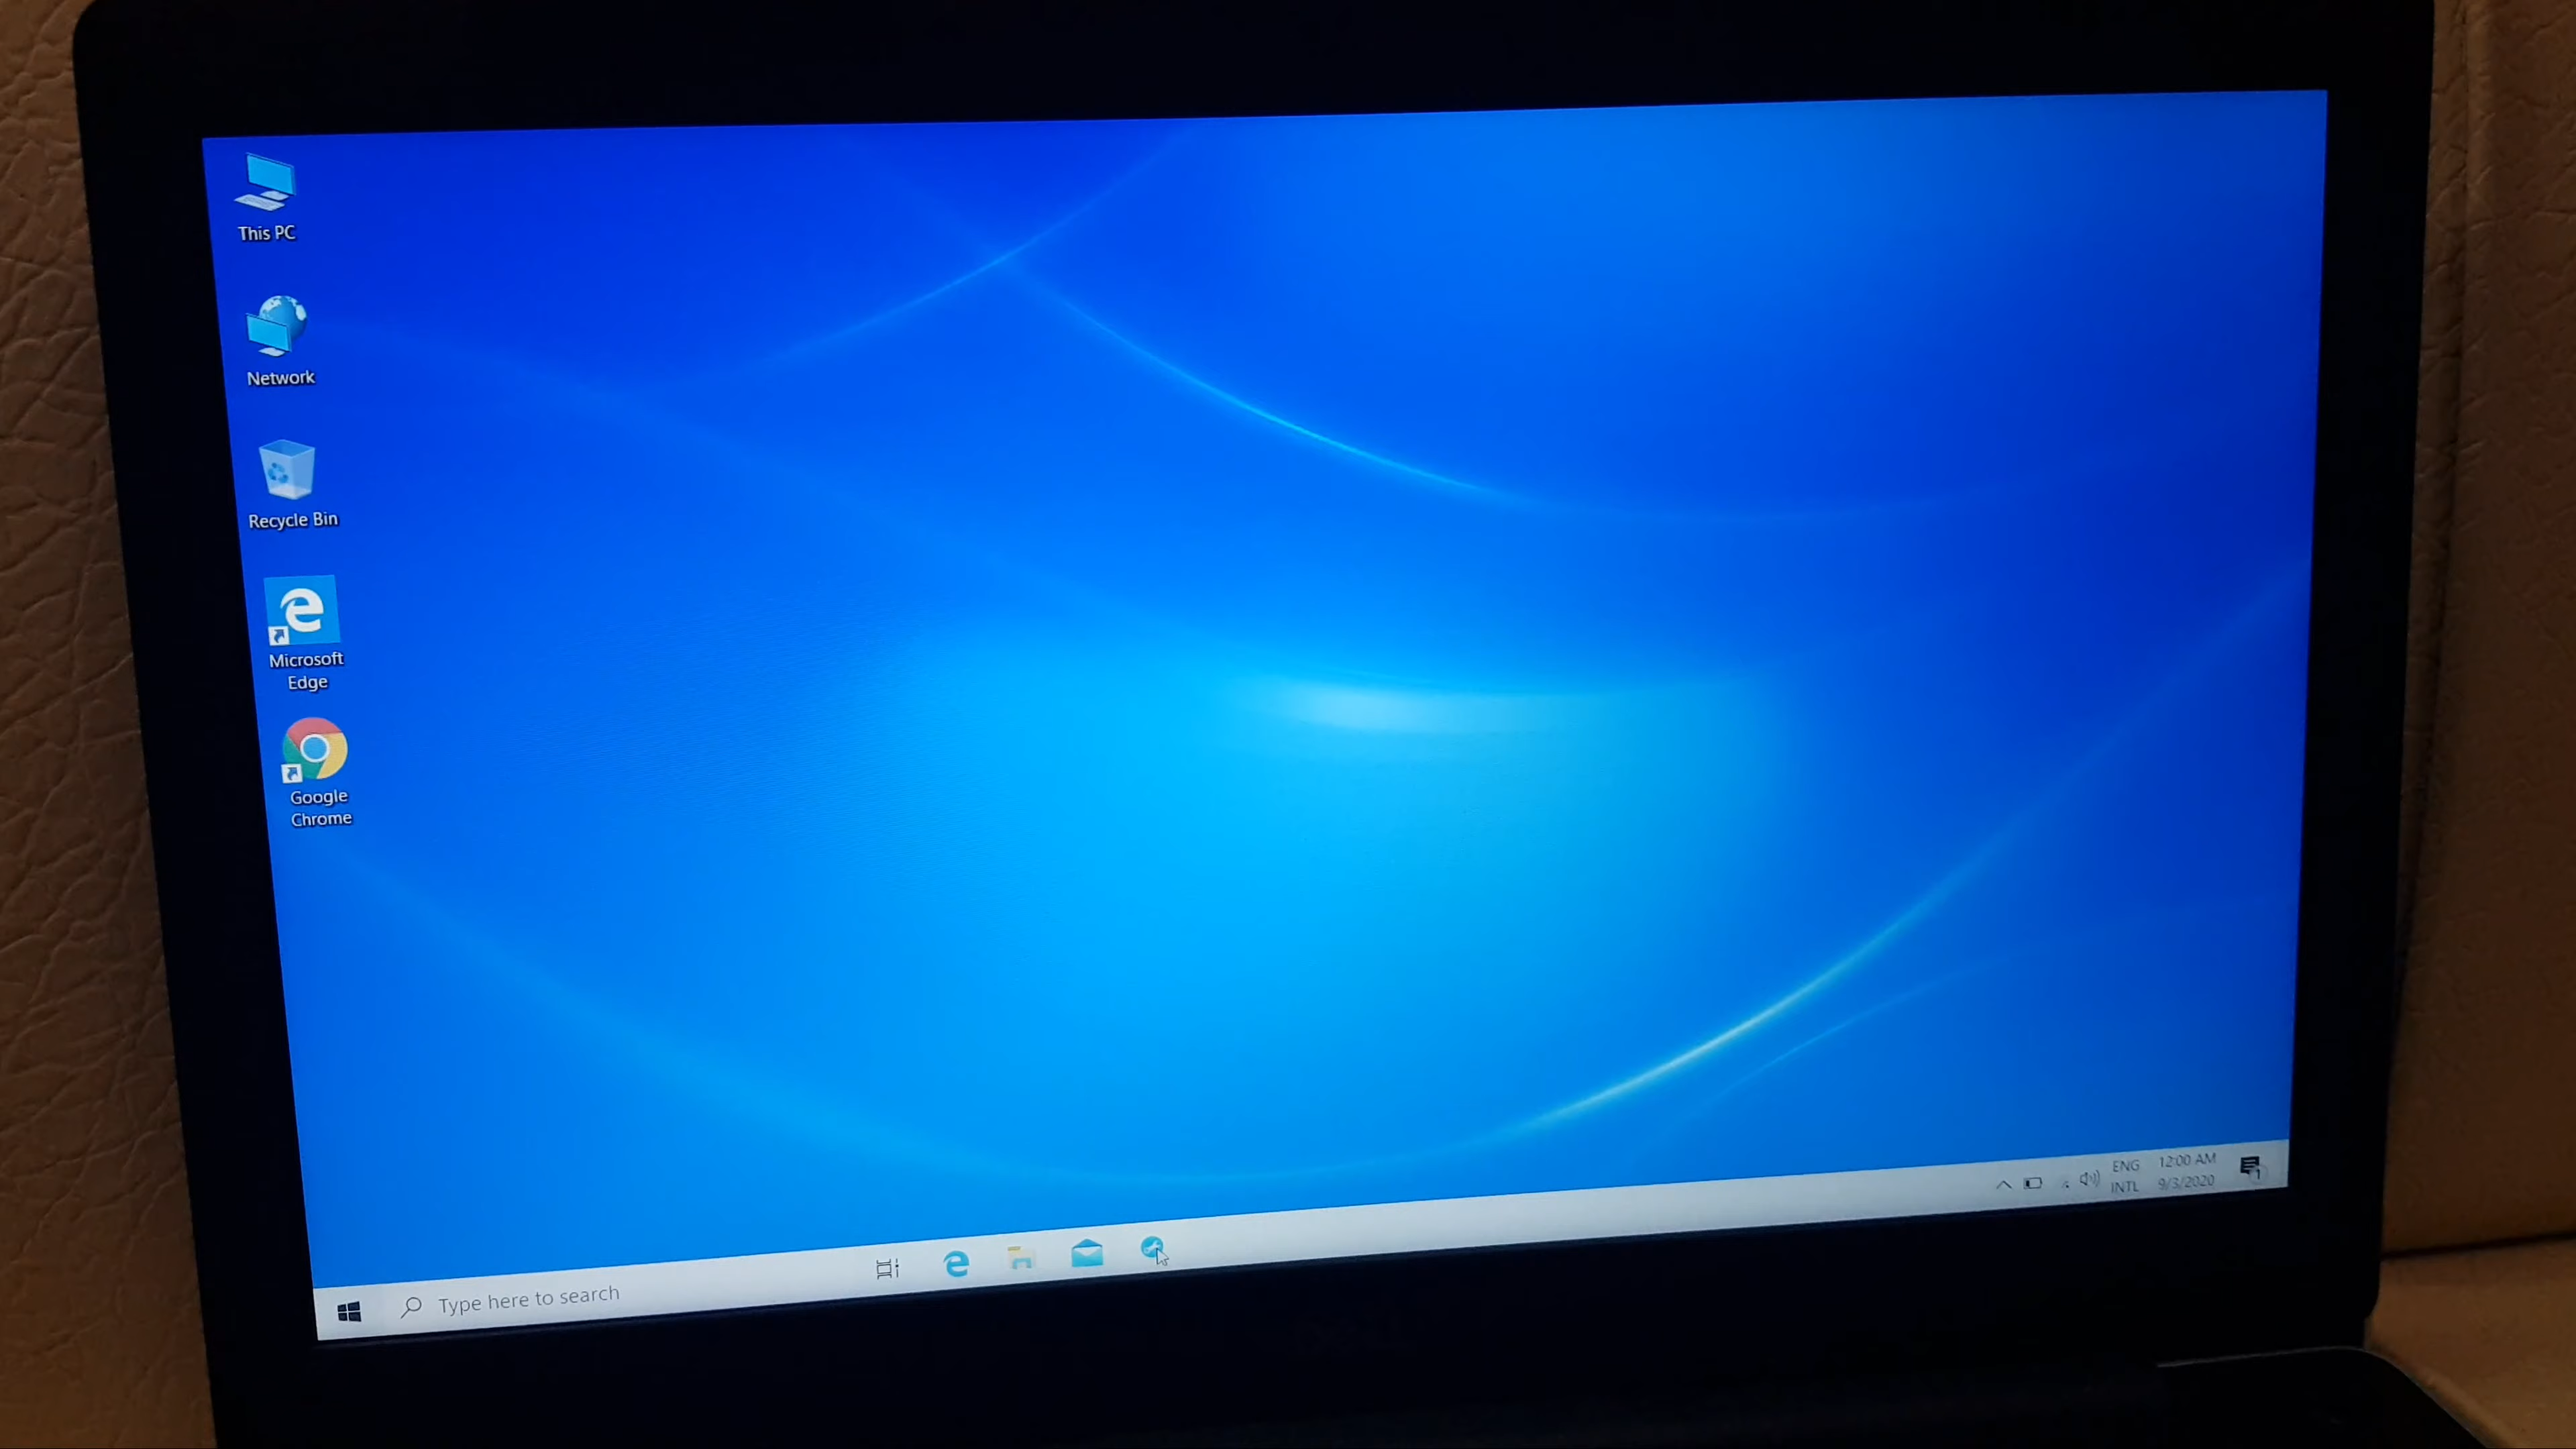 This PC
Network
Recycle Bin
Microsoft
Edge
Google
Chrome
Type here to search
ENG
INTL
12:00 AM
9/3/2020
1